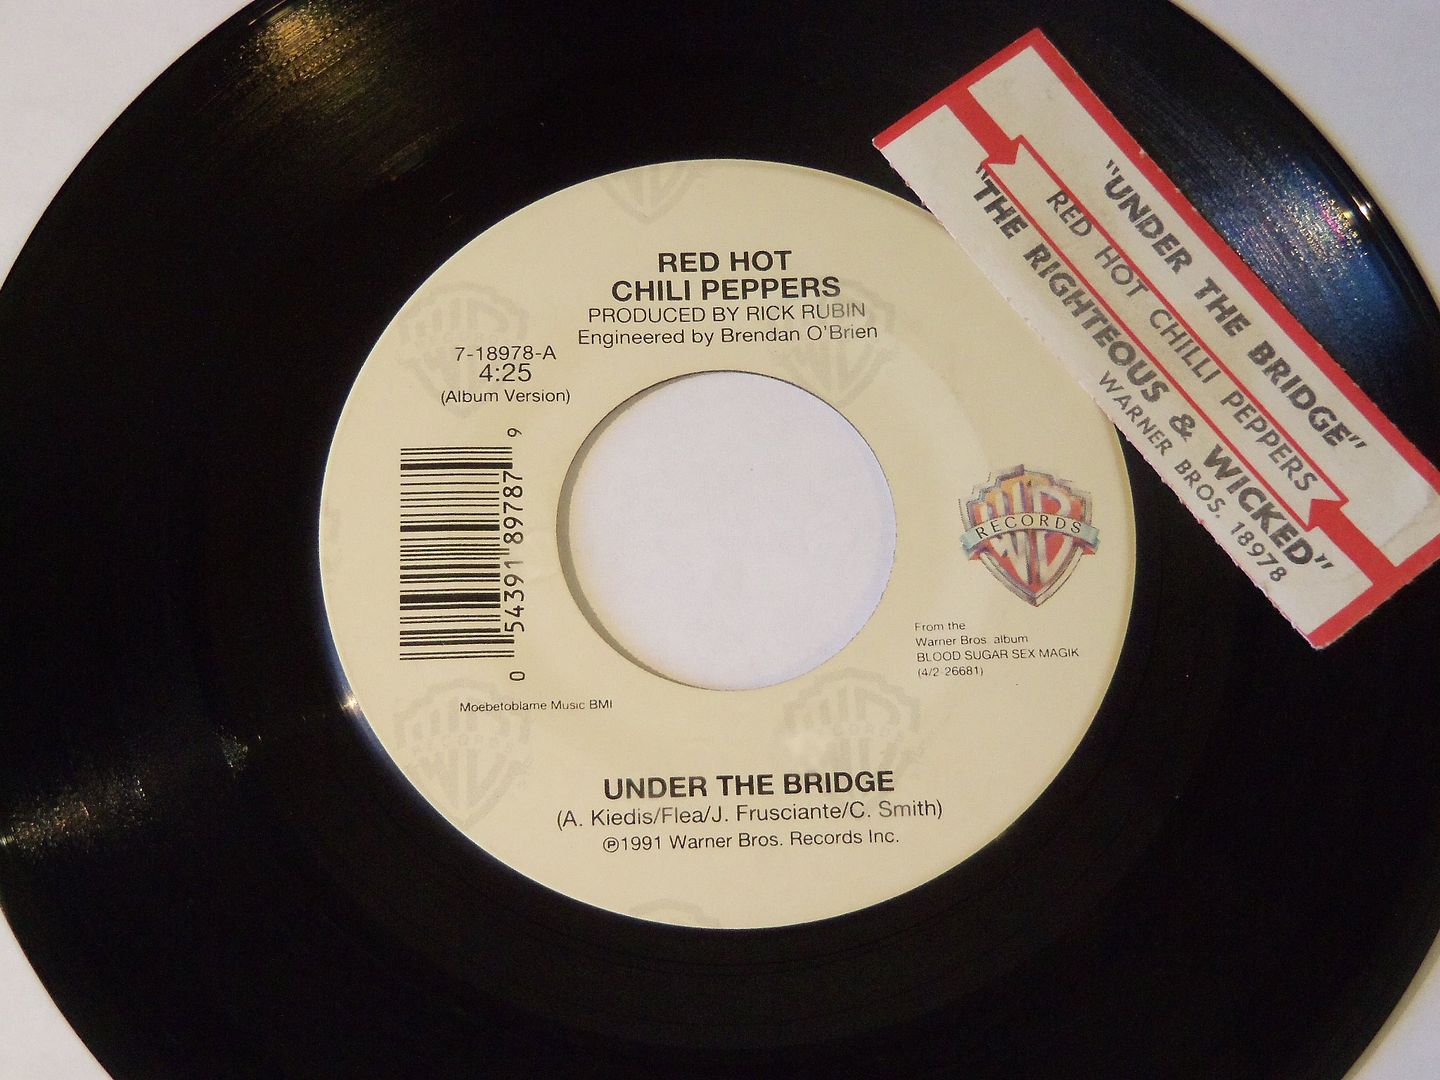 RED HOT
CHILI PEPPERS
PRODUCED BY RICK RUBIN
Engineered by Brendan O'Brien
7-18978-A
4:25
(Album Version)
0 54391 89787 9
RECORDS
From the
Warner Bros. album
BLOOD SUGAR SEX MAGIK
(4/2-26681)
Moebetoblame Music BMI
UNDER THE BRIDGE
(A. Kiedis/Flea/J. Frusciante/C. Smith)
℗1991 Warner Bros. Records Inc.
"UNDER THE BRIDGE"
RED HOT CHILLI PEPPERS
"THE RIGHTEOUS & WICKED"
WARNER BROS. 18978